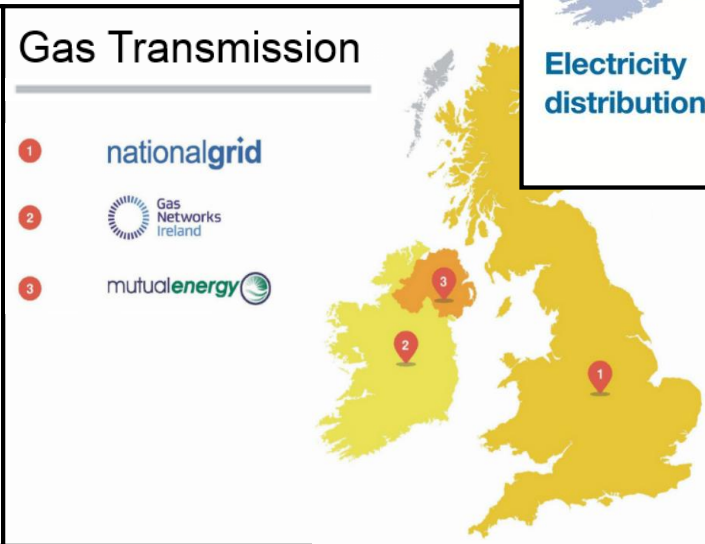 Gas Transmission
Electricity
distribution
1
nationalgrid
2
Gas
Networks
Ireland
3
mutualenergy
3
2
1